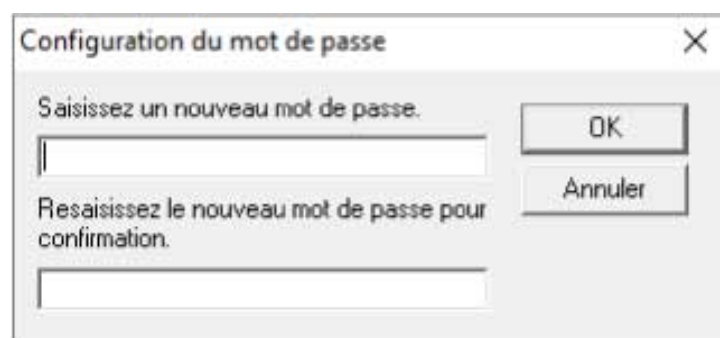 Configuration du mot de passe
Saisissez un nouveau mot de passe.
OK
Annuler
Resaisissez le nouveau mot de passe pour
confirmation.